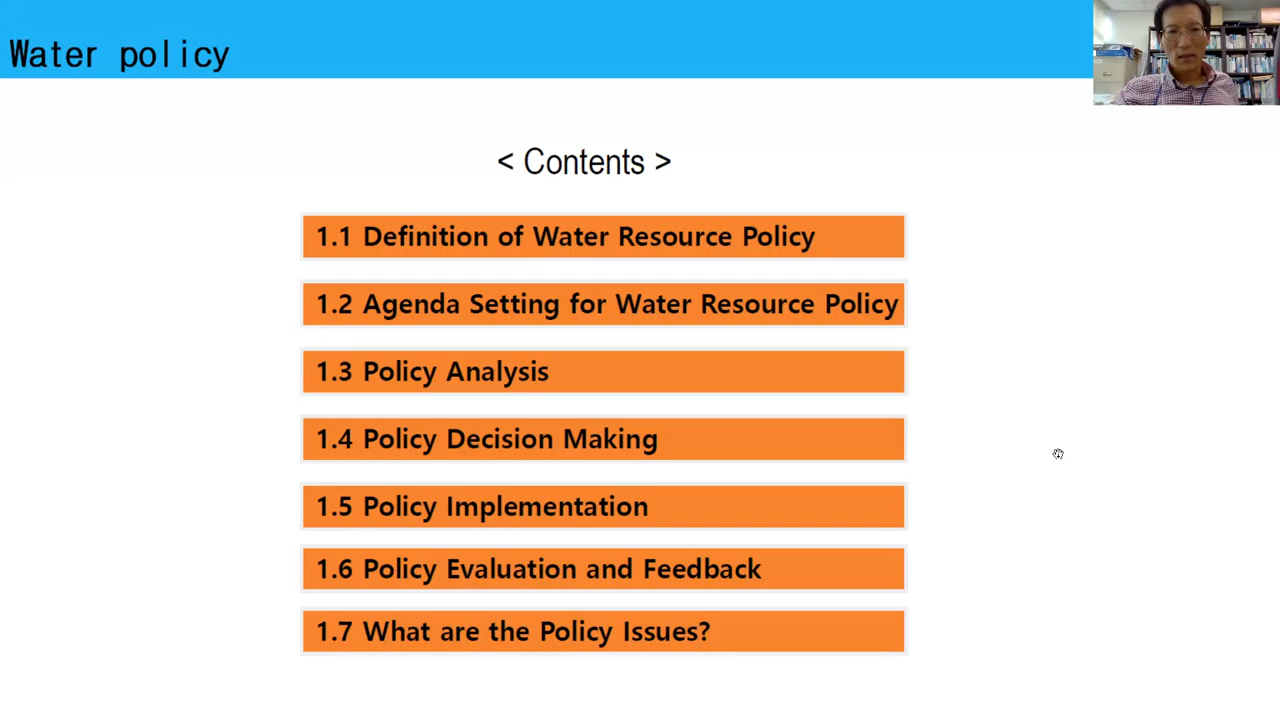 Water policy
< Contents >
1.1 Definition of Water Resource Policy
1.2 Agenda Setting for Water Resource Policy
1.3 Policy Analysis
1.4 Policy Decision Making
1.5 Policy Implementation
1.6 Policy Evaluation and Feedback
1.7 What are the Policy Issues?